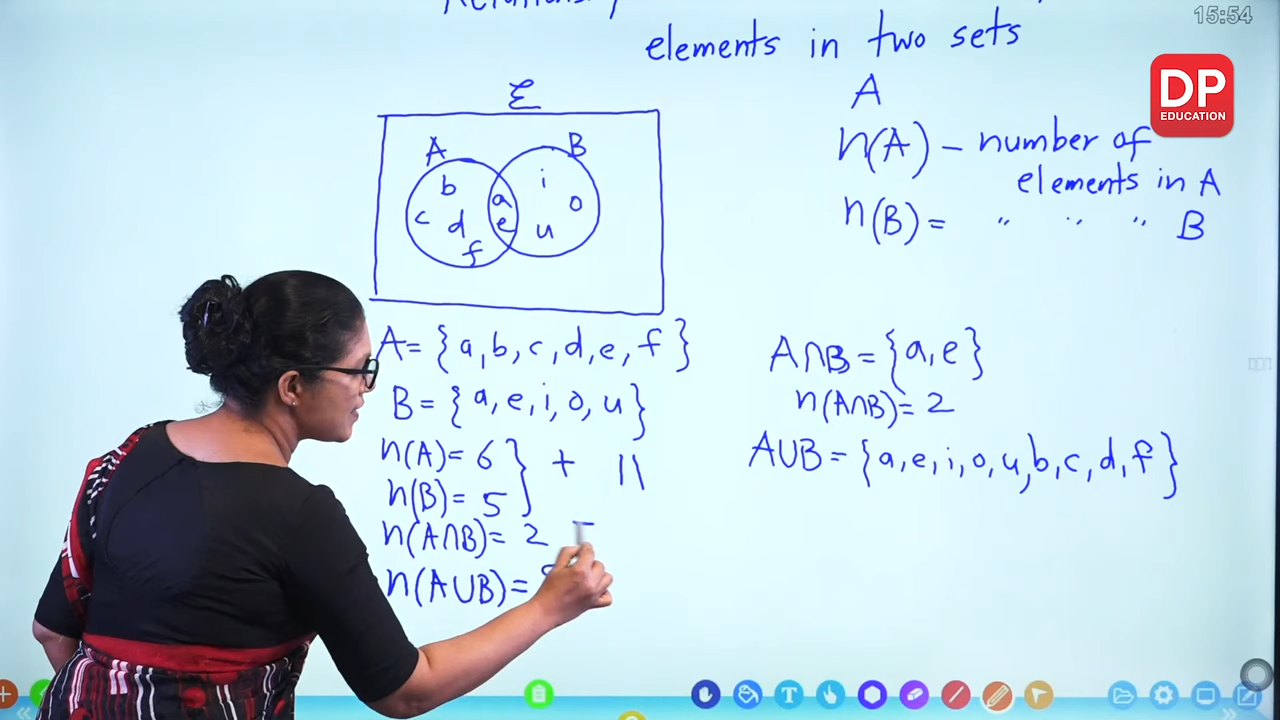 15:54
elements in two sets
DP
EDUCATION
ℰ
A
A B
b i
c d a o
e u
f
n(A) – number of
elements in A
n(B) = " " " B
A = {a, b, c, d, e, f}
B = {a, e, i, o, u}
n(A) = 6
n(B) = 5 } + 11
n(A∩B) = 2 –
n(A∪B) =
A∩B = {a, e}
n(A∩B) = 2
A∪B = {a, e, i, o, u, b, c, d, f}
T